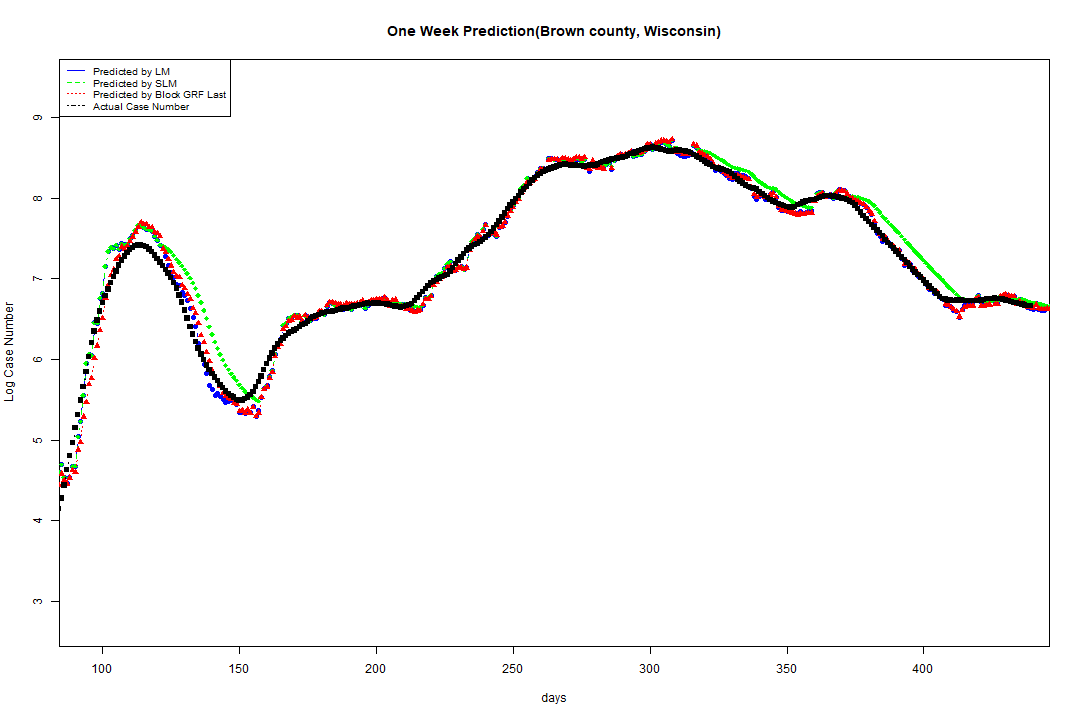 One Week Prediction(Brown county, Wisconsin)
Predicted by LM
Predicted by SLM
Predicted by Block GRF Last
Actual Case Number
9
8
7
6
5
4
3
Log Case Number
100 150 200 250 300 350 400
days